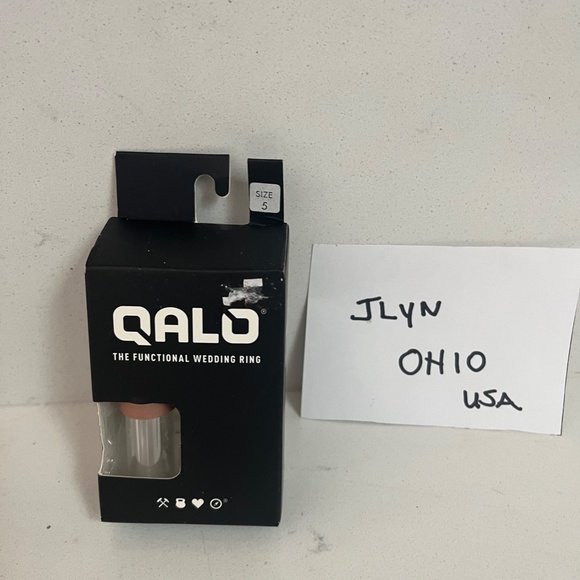 SIZE
5
QALO®
THE FUNCTIONAL WEDDING RING
JLYN
OHIO
USA